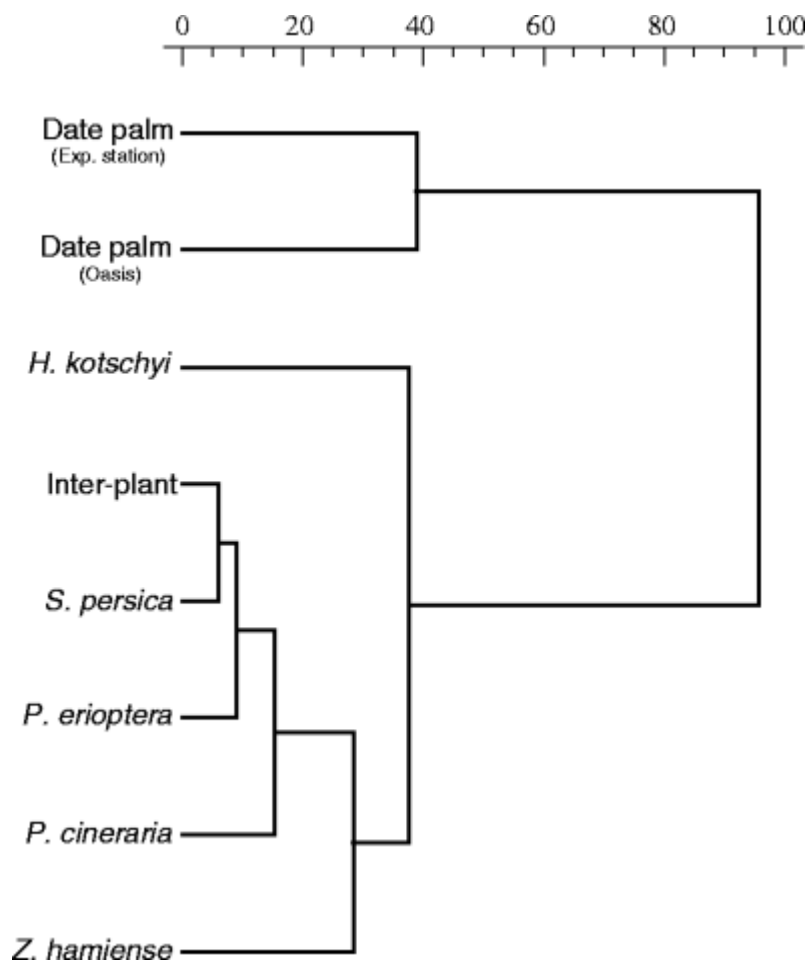 0 20 40 60 80 100
Date palm
(Exp. station)
Date palm
(Oasis)
H. kotschyi
Inter-plant
S. persica
P. erioptera
P. cineraria
Z. hamiense